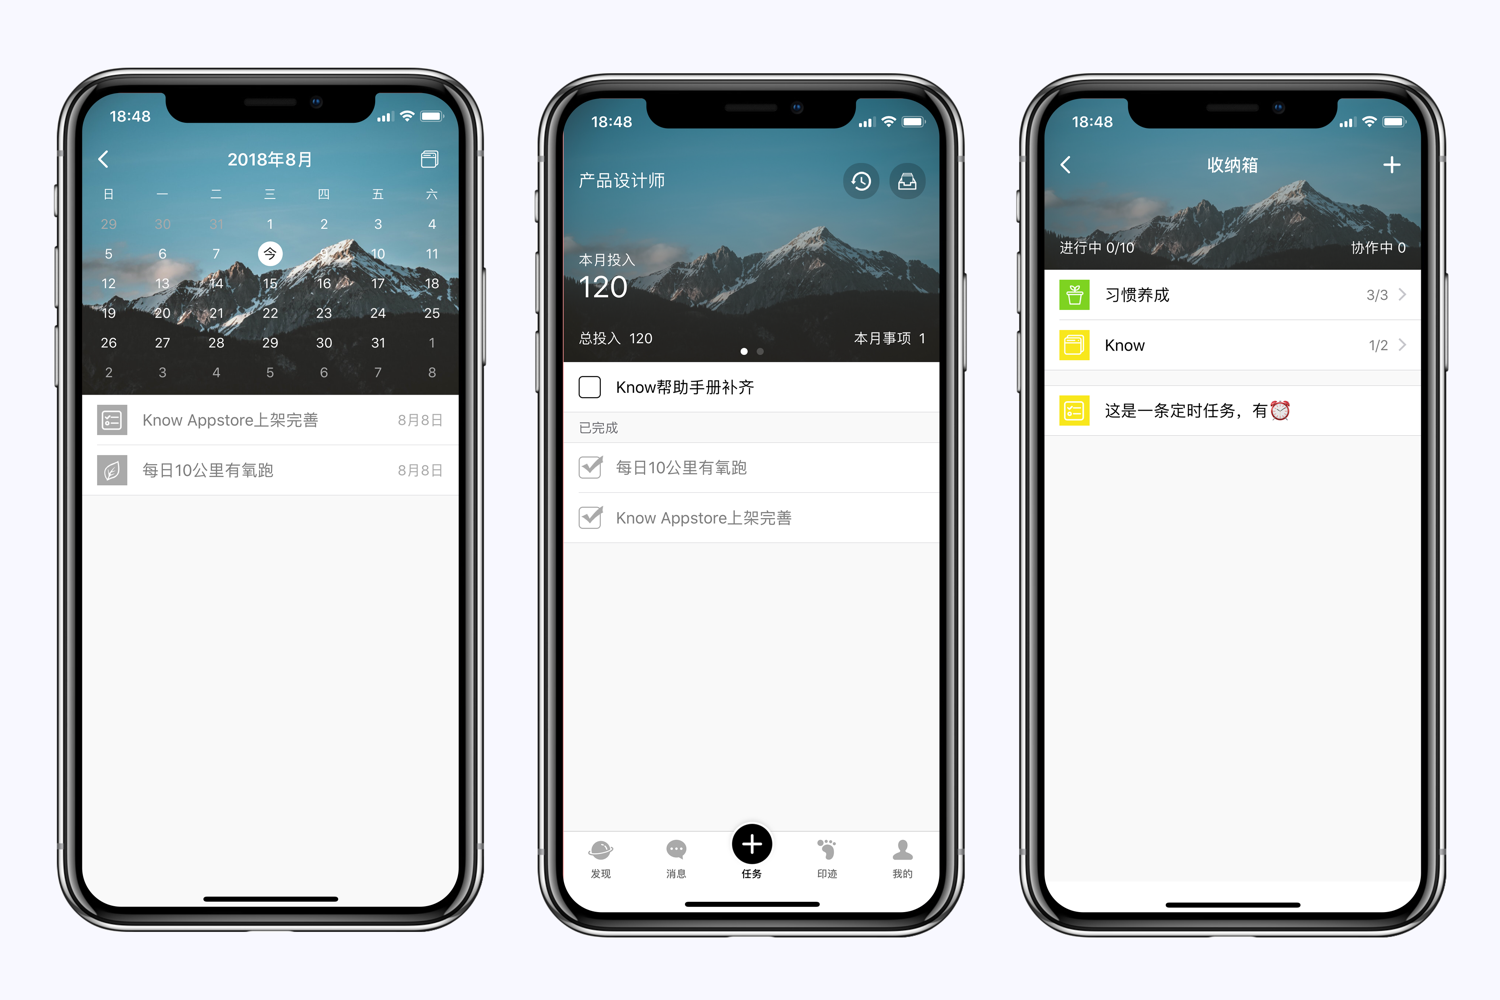 18:48
2018年8月
日 一 二 三 四 五 六
29 30 31 1 2 3 4
5 6 7 今 9 10 11
12 13 14 15 16 17 18
19 20 21 22 23 24 25
26 27 28 29 30 31 1
2 3 4 5 6 7 8
Know Appstore上架完善 8月8日
每日10公里有氧跑 8月8日
18:48
产品设计师
本月投入
120
总投入 120 本月事项 1
Know帮助手册补齐
已完成
每日10公里有氧跑
Know Appstore上架完善
发现 消息 任务 印迹 我的
18:48
收纳箱
进行中 0/10 协作中 0
习惯养成 3/3
Know 1/2
这是一条定时任务，有⏰